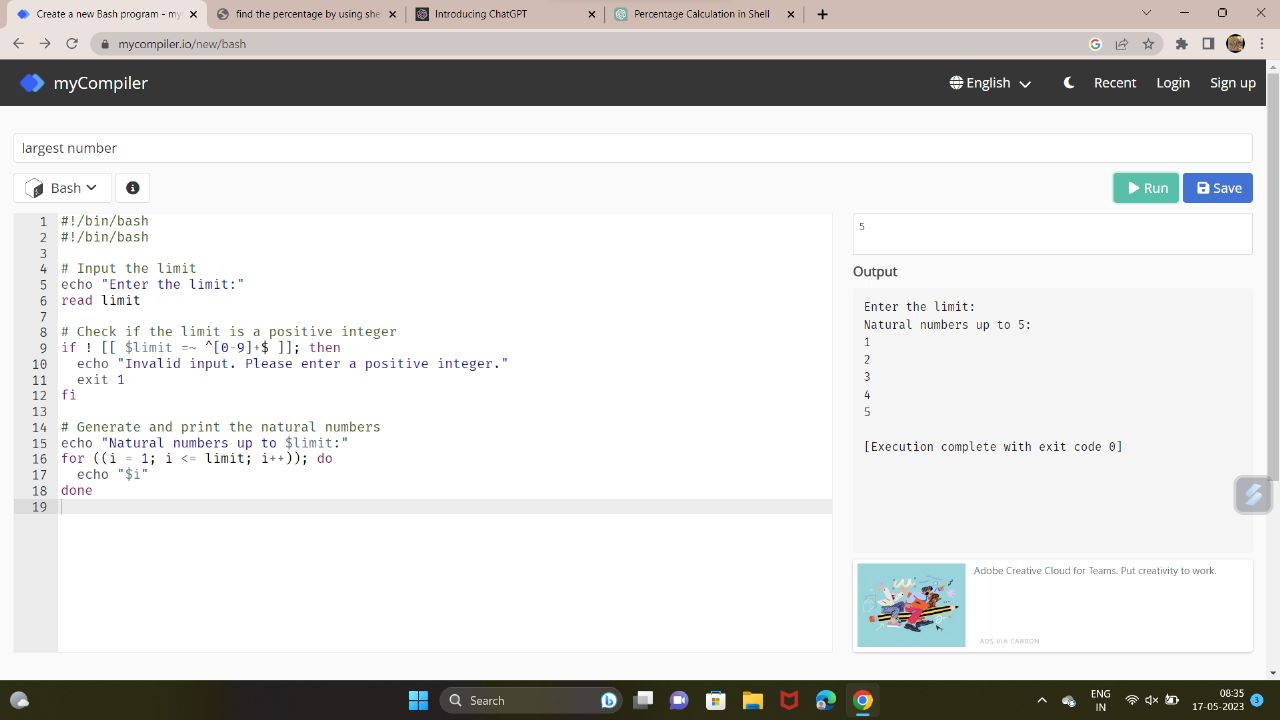 Create a new Bash program - my
find the percentage by using she
Introducing ChatGPT
Percentage Calculation in Shell
mycompiler.io/new/bash
myCompiler
English
Recent
Login
Sign up
largest number
Bash
Run
Save
1 #!/bin/bash
2 #!/bin/bash
3
4 # Input the limit
5 echo "Enter the limit:"
6 read limit
7
8 # Check if the limit is a positive integer
9 if ! [[ $limit =~ ^[0-9]+$ ]]; then
10   echo "Invalid input. Please enter a positive integer."
11   exit 1
12 fi
13
14 # Generate and print the natural numbers
15 echo "Natural numbers up to $limit:"
16 for ((i = 1; i <= limit; i++)); do
17   echo "$i"
18 done
19
5
Output
Enter the limit:
Natural numbers up to 5:
1
2
3
4
5
[Execution complete with exit code 0]
Adobe Creative Cloud for Teams. Put creativity to work.
ADS VIA CARBON
Search
ENG
IN
08:35
17-05-2023
3